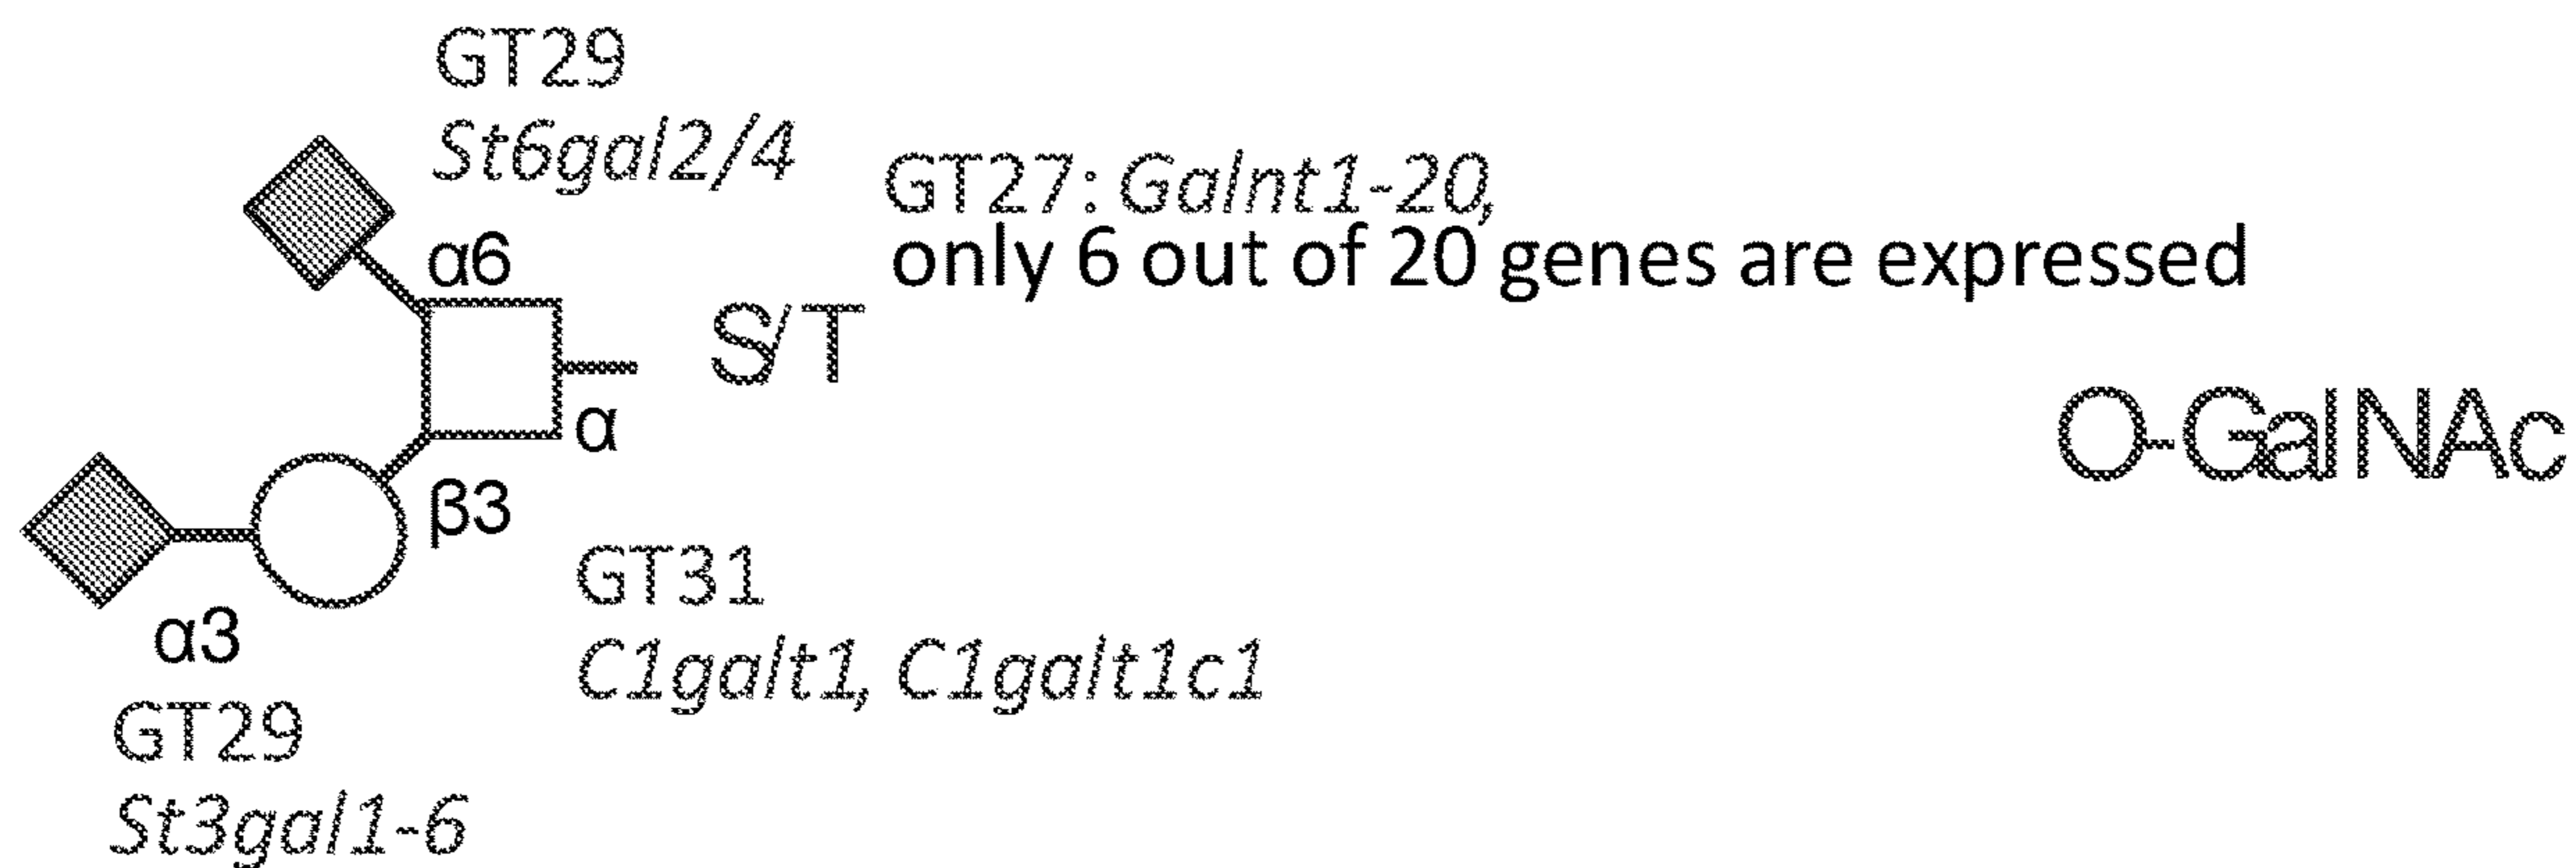 GT29
St6gal2/4
GT27: Galnt1-20,
only 6 out of 20 genes are expressed
α6
S/T
O-GalNAc
α
β3
GT31
C1galt1, C1galt1c1
α3
GT29
St3gal1-6